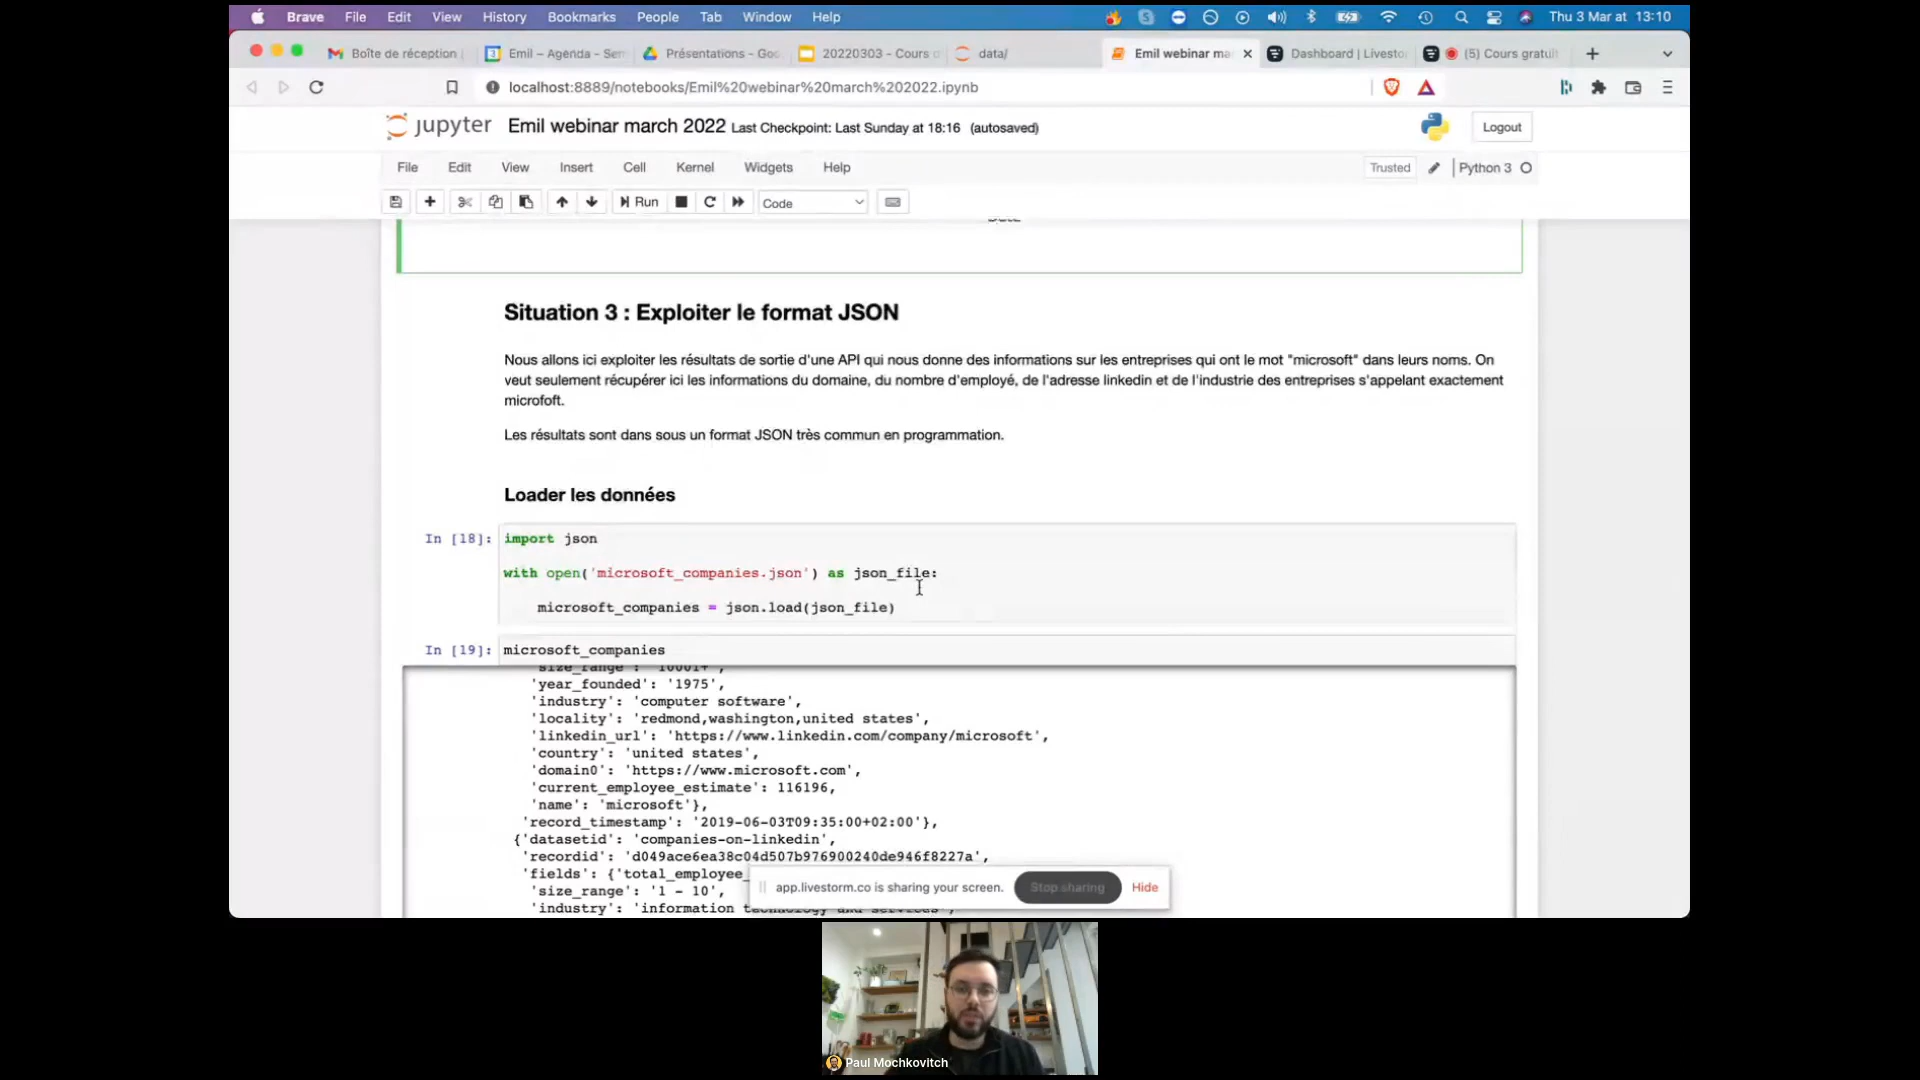 Brave File Edit View History Bookmarks People Tab Window Help Thu 3 Mar at 13:10
Boîte de réception Emil – Agenda - Sem Présentations - Goo 20220303 - Cours d data/ Emil webinar ma Dashboard | Livesto (5) Cours gratuit
localhost:8889/notebooks/Emil%20webinar%20march%202022.ipynb
jupyter Emil webinar march 2022 Last Checkpoint: Last Sunday at 18:16 (autosaved) Logout
File Edit View Insert Cell Kernel Widgets Help Trusted Python 3
Run Code
Situation 3 : Exploiter le format JSON
Nous allons ici exploiter les résultats de sortie d'une API qui nous donne des informations sur les entreprises qui ont le mot "microsoft" dans leurs noms. On
veut seulement récupérer ici les informations du domaine, du nombre d'employé, de l'adresse linkedin et de l'industrie des entreprises s'appelant exactement
microfoft.
Les résultats sont dans sous un format JSON très commun en programmation.
Loader les données
In [18]: import json
with open('microsoft_companies.json') as json_file:
microsoft_companies = json.load(json_file)
In [19]: microsoft_companies
'size_range': '10001+',
'year_founded': '1975',
'industry': 'computer software',
'locality': 'redmond,washington,united states',
'linkedin_url': 'https://www.linkedin.com/company/microsoft',
'country': 'united states',
'domain0': 'https://www.microsoft.com',
'current_employee_estimate': 116196,
'name': 'microsoft'},
'record_timestamp': '2019-06-03T09:35:00+02:00'},
{'datasetid': 'companies-on-linkedin',
'recordid': 'd049ace6ea38c04d507b976900240de946f8227a',
'fields': {'total_employee_
'size_range': '1 - 10',
'industry': 'information technology and services',
app.livestorm.co is sharing your screen. Stop sharing Hide
Paul Mochkovitch